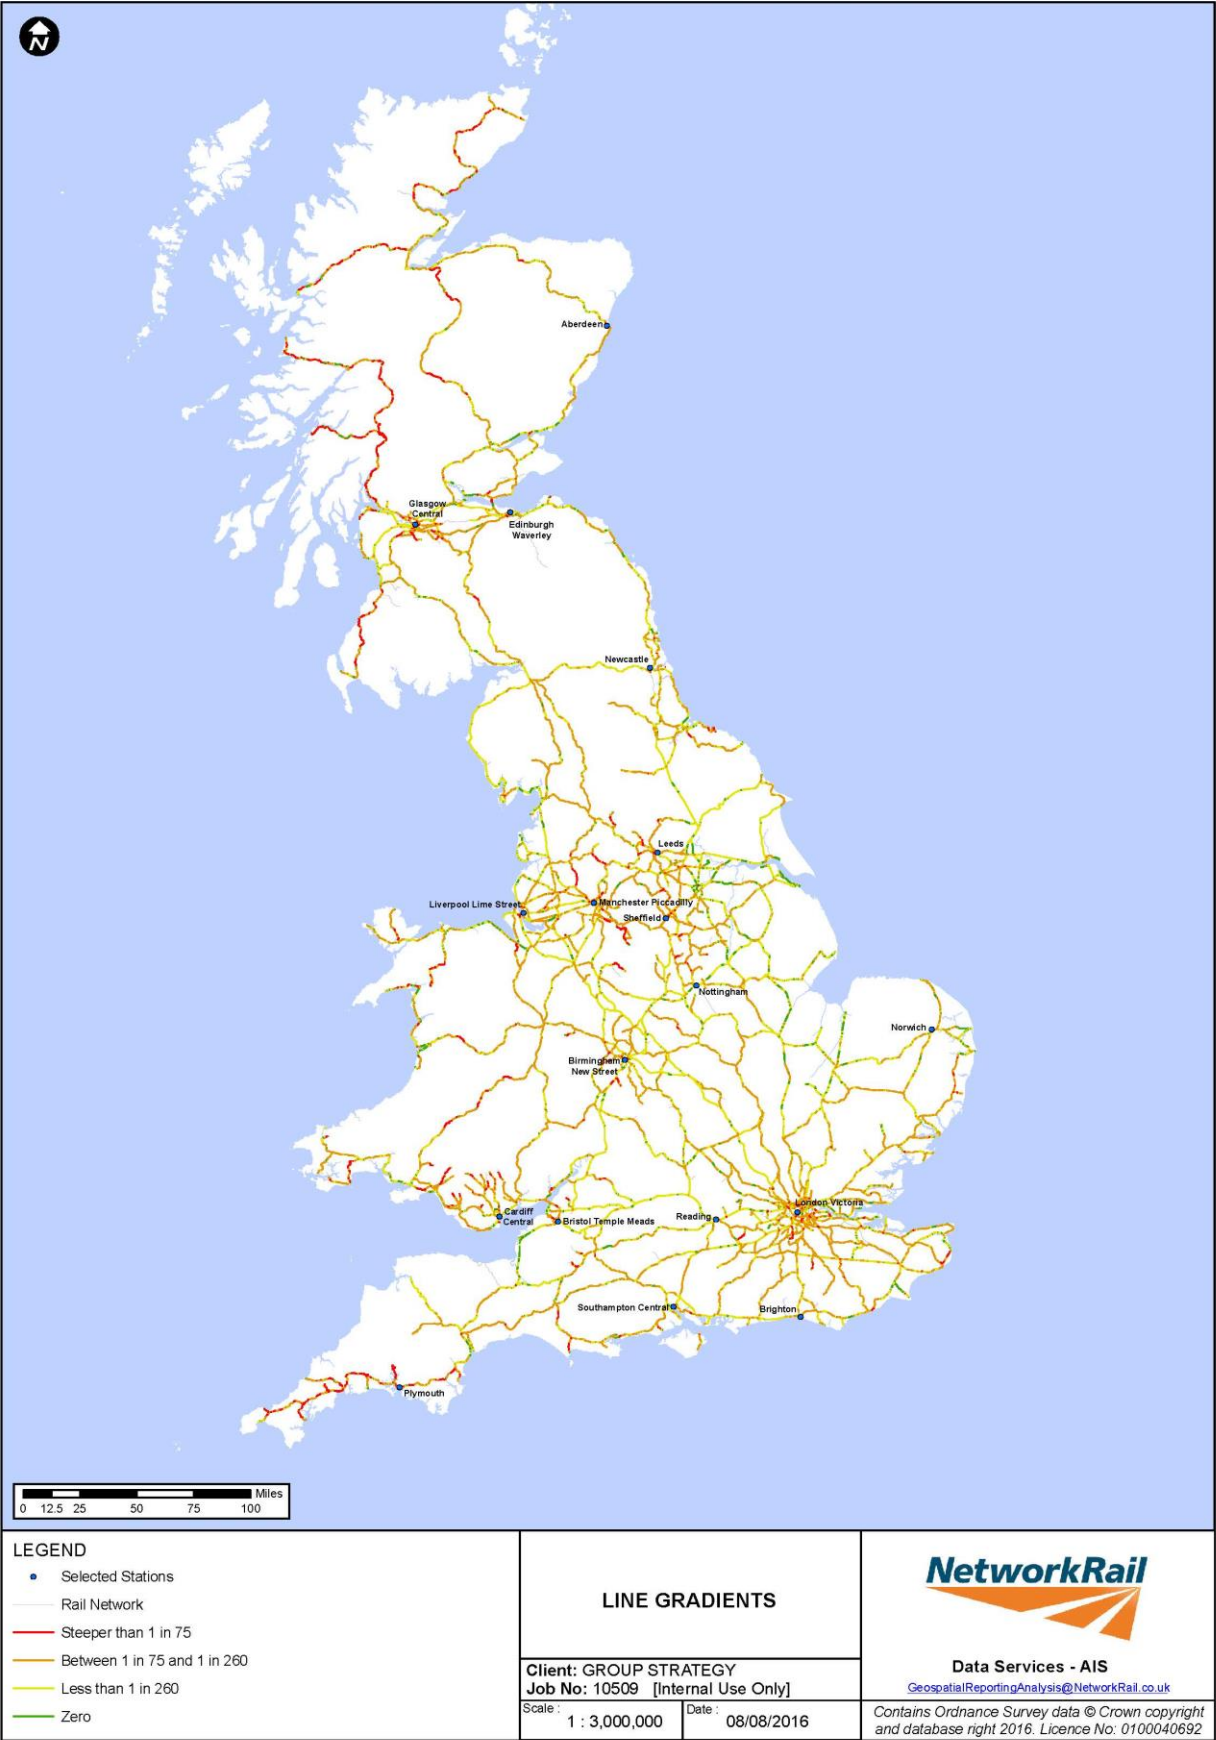 N
Aberdeen
Glasgow
Central
Edinburgh
Waverley
Newcastle
Leeds
Liverpool Lime Street
Manchester Piccadilly
Sheffield
Nottingham
Norwich
Birmingham
New Street
Cardiff
Central
Bristol Temple Meads
Reading
London Victoria
Southampton Central
Brighton
Plymouth
Miles
0 12.5 25 50 75 100
LEGEND
Selected Stations
Rail Network
Steeper than 1 in 75
Between 1 in 75 and 1 in 260
Less than 1 in 260
Zero
LINE GRADIENTS
Client: GROUP STRATEGY
Job No: 10509 [Internal Use Only]
Scale :
1 : 3,000,000
Date :
08/08/2016
NetworkRail
Data Services - AIS
GeospatialReportingAnalysis@NetworkRail.co.uk
Contains Ordnance Survey data © Crown copyright
and database right 2016. Licence No: 0100040692